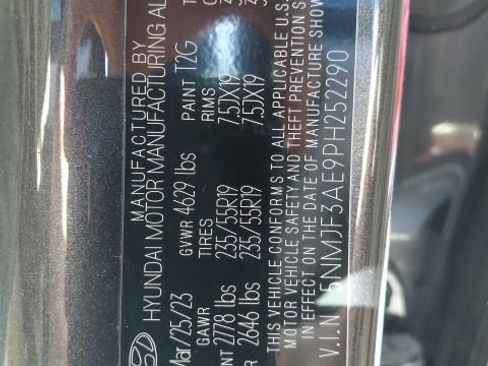 MANUFACTURED BY
HYUNDAI MOTOR MANUFACTURING AL
Mar/25/23 GVWR 4629 lbs PAINT T2G
GAWR TIRES RIMS
NT 2778 lbs 235/55R19 7.5JX19
R 2646 lbs 235/55R19 7.5JX19
THIS VEHICLE CONFORMS TO ALL APPLICABLE U.S.
MOTOR VEHICLE SAFETY AND THEFT PREVENTION S
IN EFFECT ON THE DATE OF MANUFACTURE SHOW
V.I.N 5NMJF3AE9PH252290